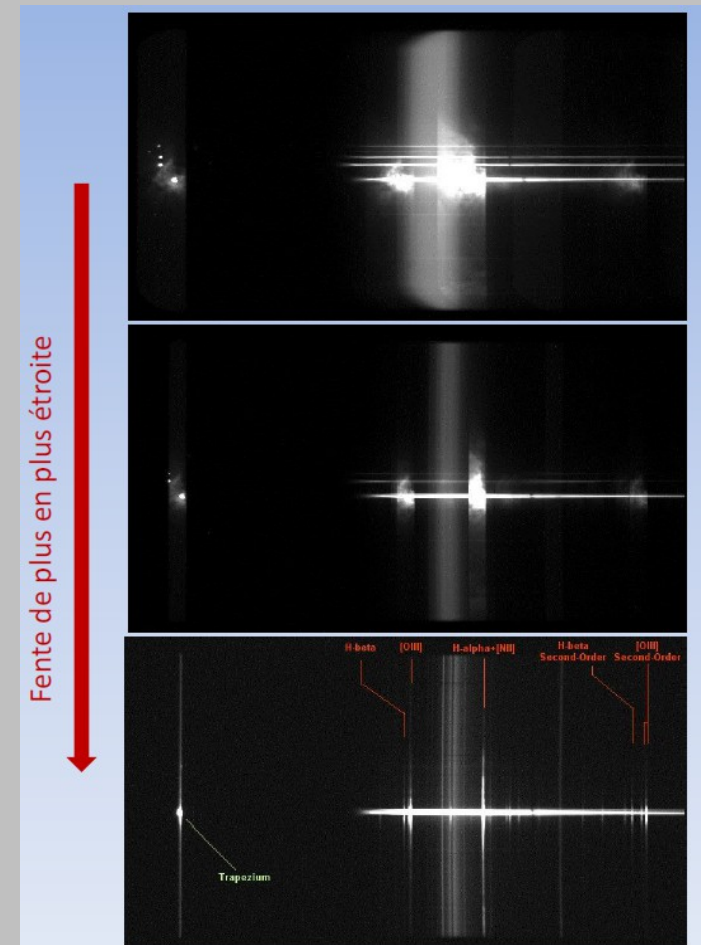 Fente de plus en plus étroite
H-beta
[OIII]
H-alpha+[NII]
H-beta
Second-Order
[OIII]
Second-Order
Trapezium